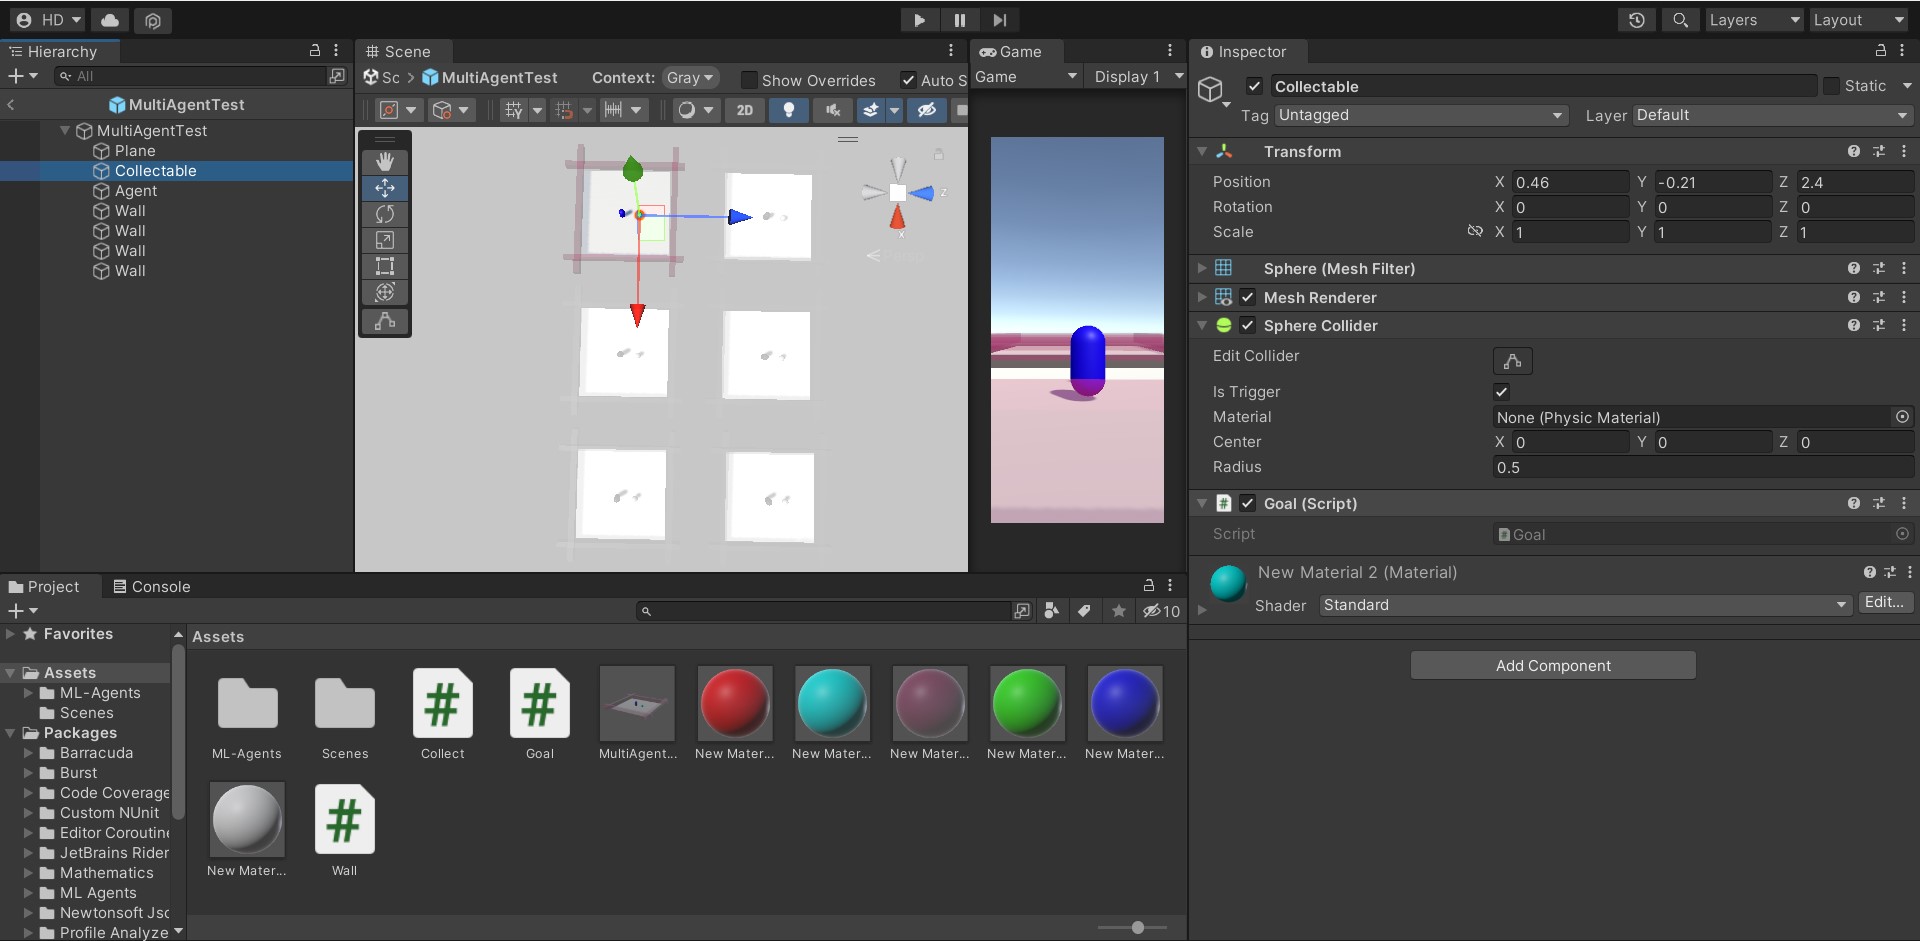 HD
Layers
Layout
Hierarchy
All
MultiAgentTest
MultiAgentTest
Plane
Collectable
Agent
Wall
Wall
Wall
Wall
Scene
Sc
MultiAgentTest
Context:
Gray
Show Overrides
Auto S
2D
z
x
Persp
Game
Game
Display 1
Inspector
Collectable
Static
Tag
Untagged
Layer
Default
Transform
Position X 0.46 Y -0.21 Z 2.4
Rotation X 0 Y 0 Z 0
Scale X 1 Y 1 Z 1
Sphere (Mesh Filter)
Mesh Renderer
Sphere Collider
Edit Collider
Is Trigger
Material None (Physic Material)
Center X 0 Y 0 Z 0
Radius 0.5
# Goal (Script)
Script Goal
New Material 2 (Material)
Shader Standard Edit...
Add Component
Project
Console
10
Favorites
Assets
ML-Agents
Scenes
Packages
Barracuda
Burst
Code Coverage
Custom NUnit
Editor Coroutine
JetBrains Rider
Mathematics
ML Agents
Newtonsoft Jsc
Profile Analyze
Assets
# #
ML-Agents Scenes Collect Goal MultiAgent... New Mater... New Mater... New Mater... New Mater... New Mater...
#
New Mater... Wall